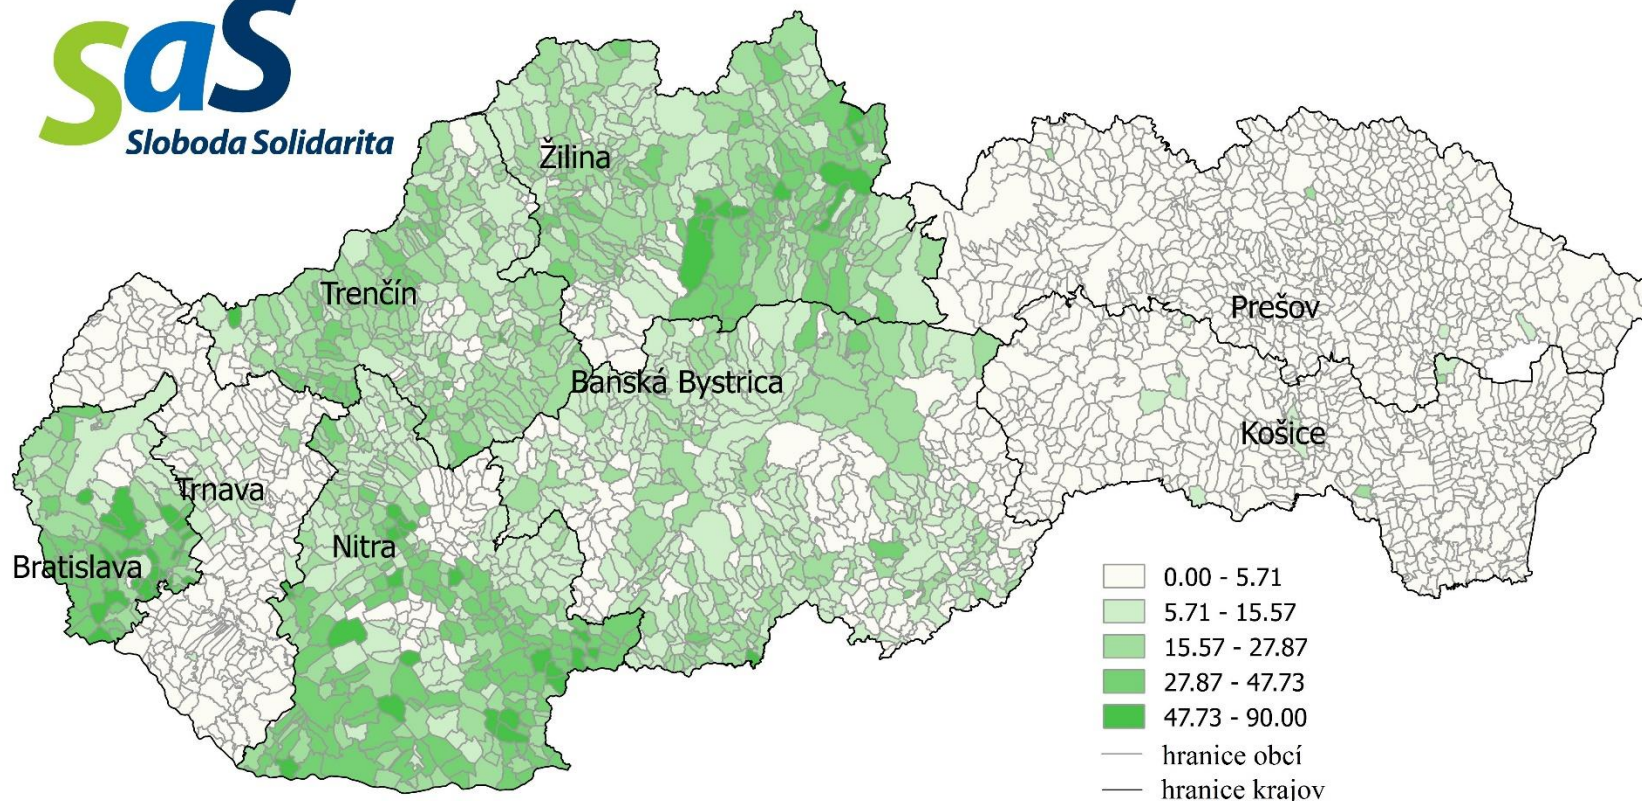 SaS
Sloboda Solidarita
Žilina
Trenčín
Prešov
Banská Bystrica
Košice
Trnava
Nitra
Bratislava
0.00 - 5.71
5.71 - 15.57
15.57 - 27.87
27.87 - 47.73
47.73 - 90.00
hranice obcí
hranice krajov